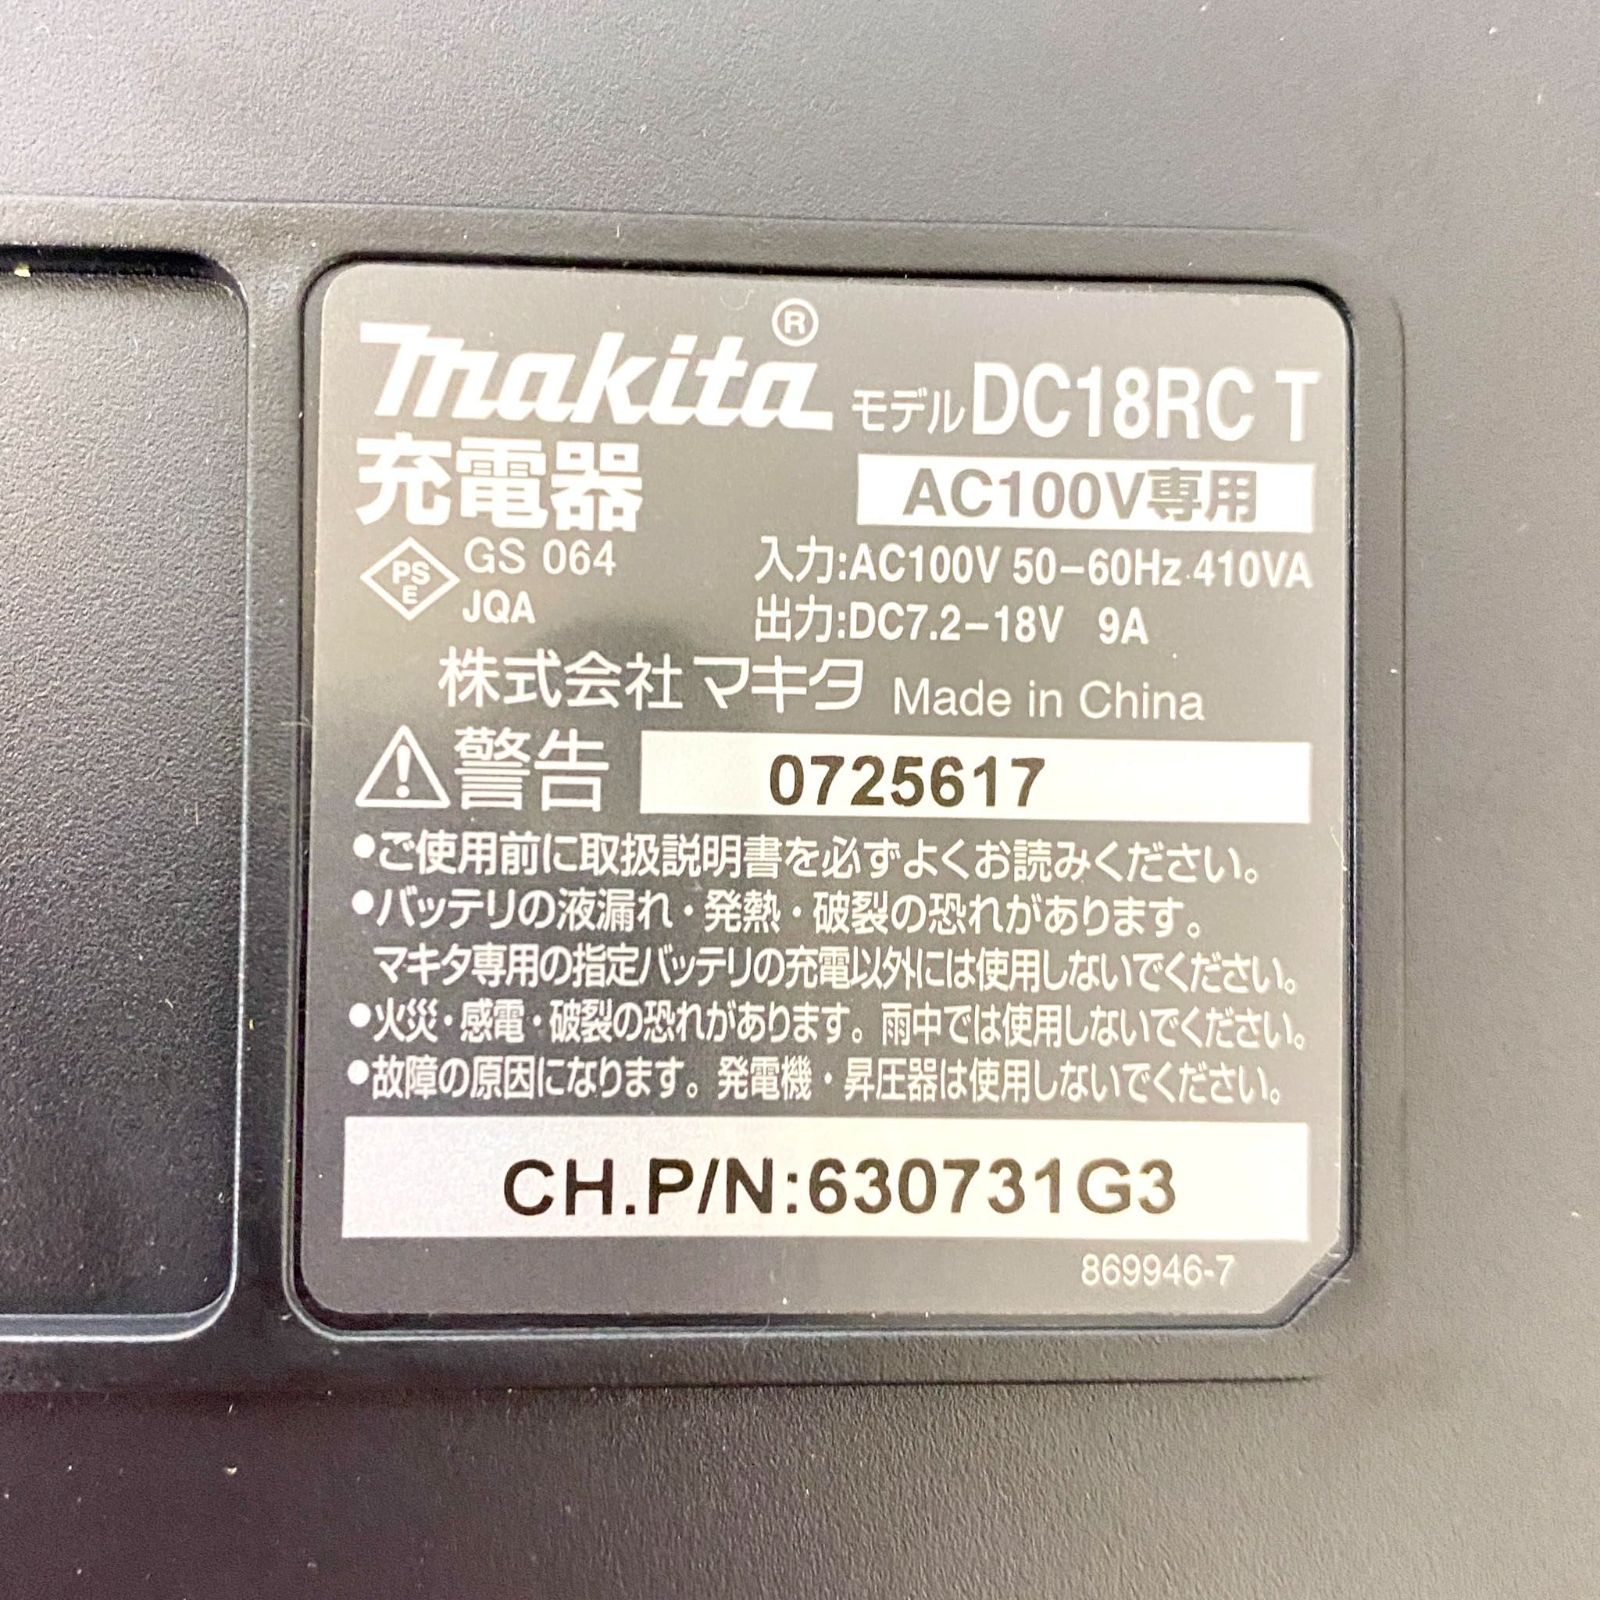 makita®
モデル DC18RC T
充電器
AC100V専用
PSE GS 064
JQA
入力:AC100V 50-60Hz 410VA
出力:DC7.2-18V 9A
株式会社マキタ Made in China
警告 0725617
•ご使用前に取扱説明書を必ずよくお読みください。
•バッテリの液漏れ・発熱・破裂の恐れがあります。
マキタ専用の指定バッテリの充電以外には使用しないでください。
•火災・感電・破裂の恐れがあります。雨中では使用しないでください。
•故障の原因になります。発電機・昇圧器は使用しないでください。
CH.P/N:630731G3
869946-7